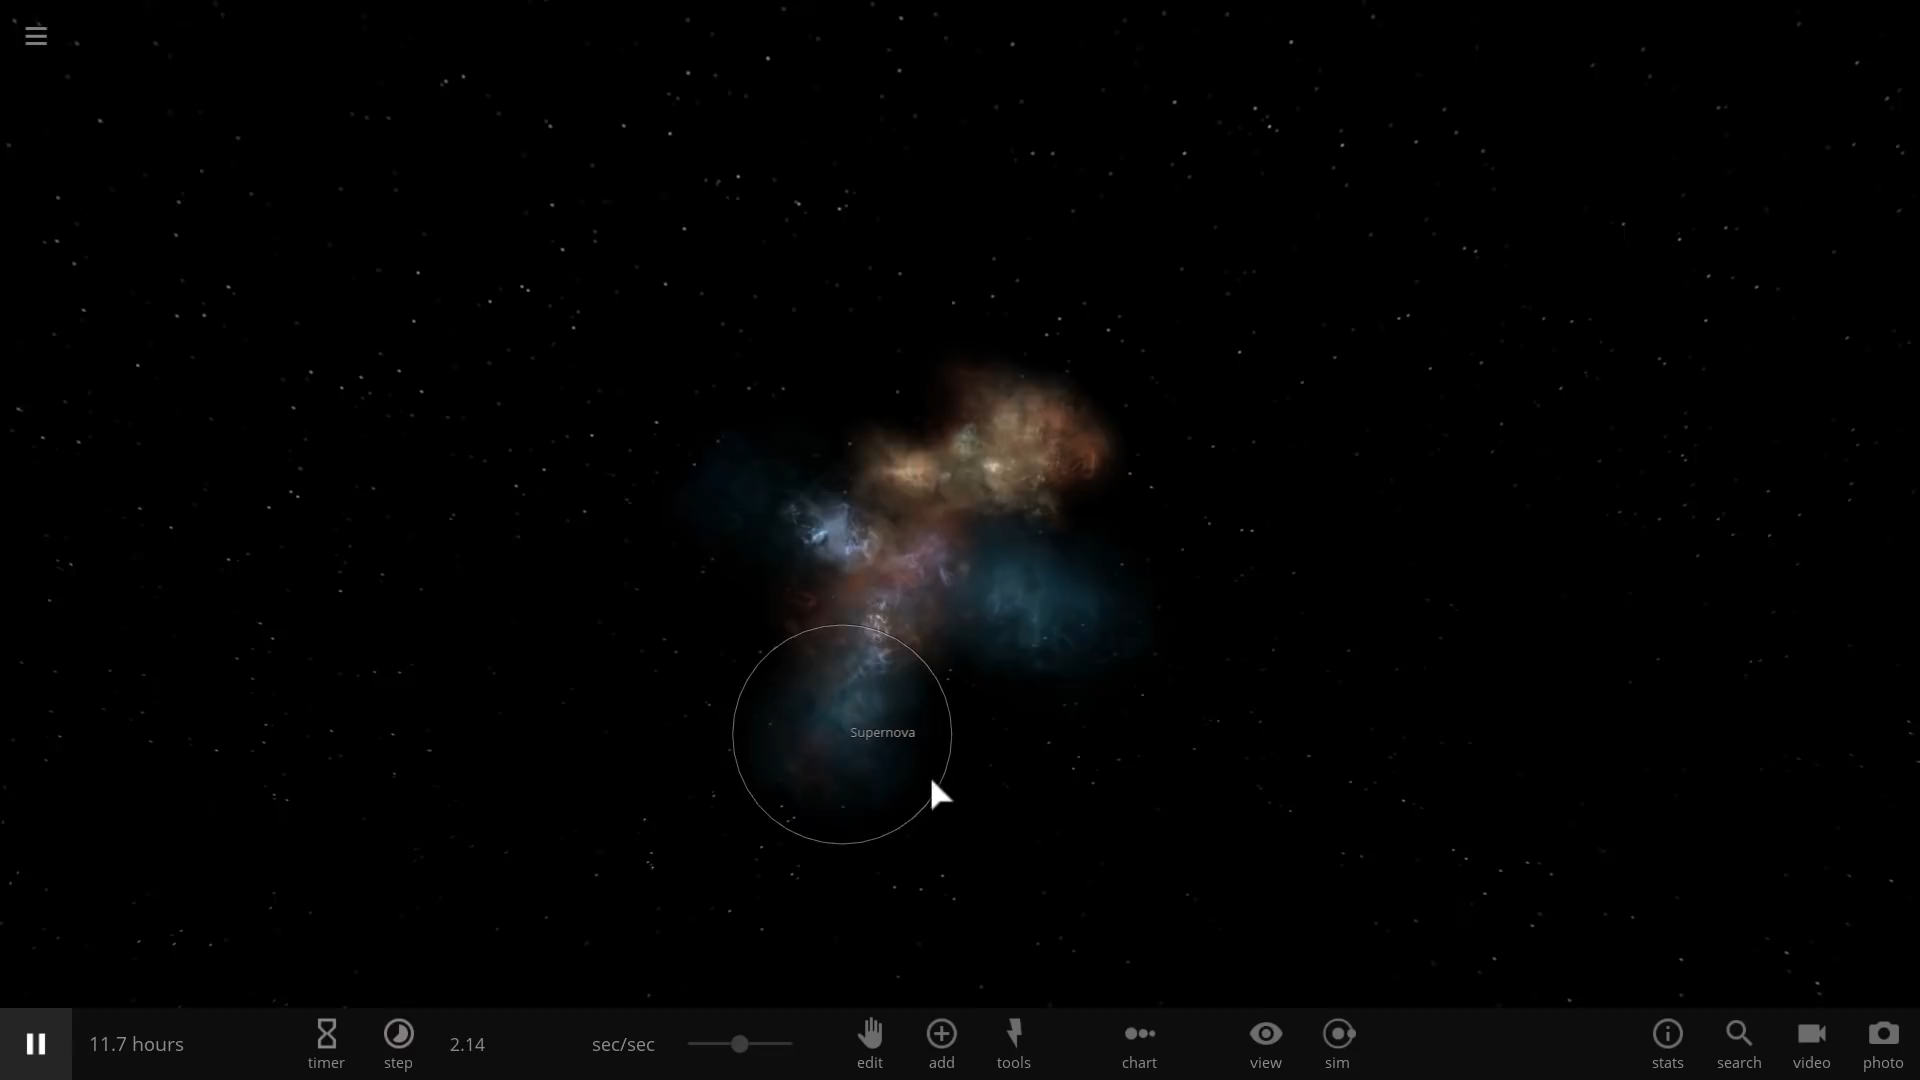 Supernova
11.7 hours
timer
step
2.14
sec/sec
edit
add
tools
chart
view
sim
stats
search
video
photo